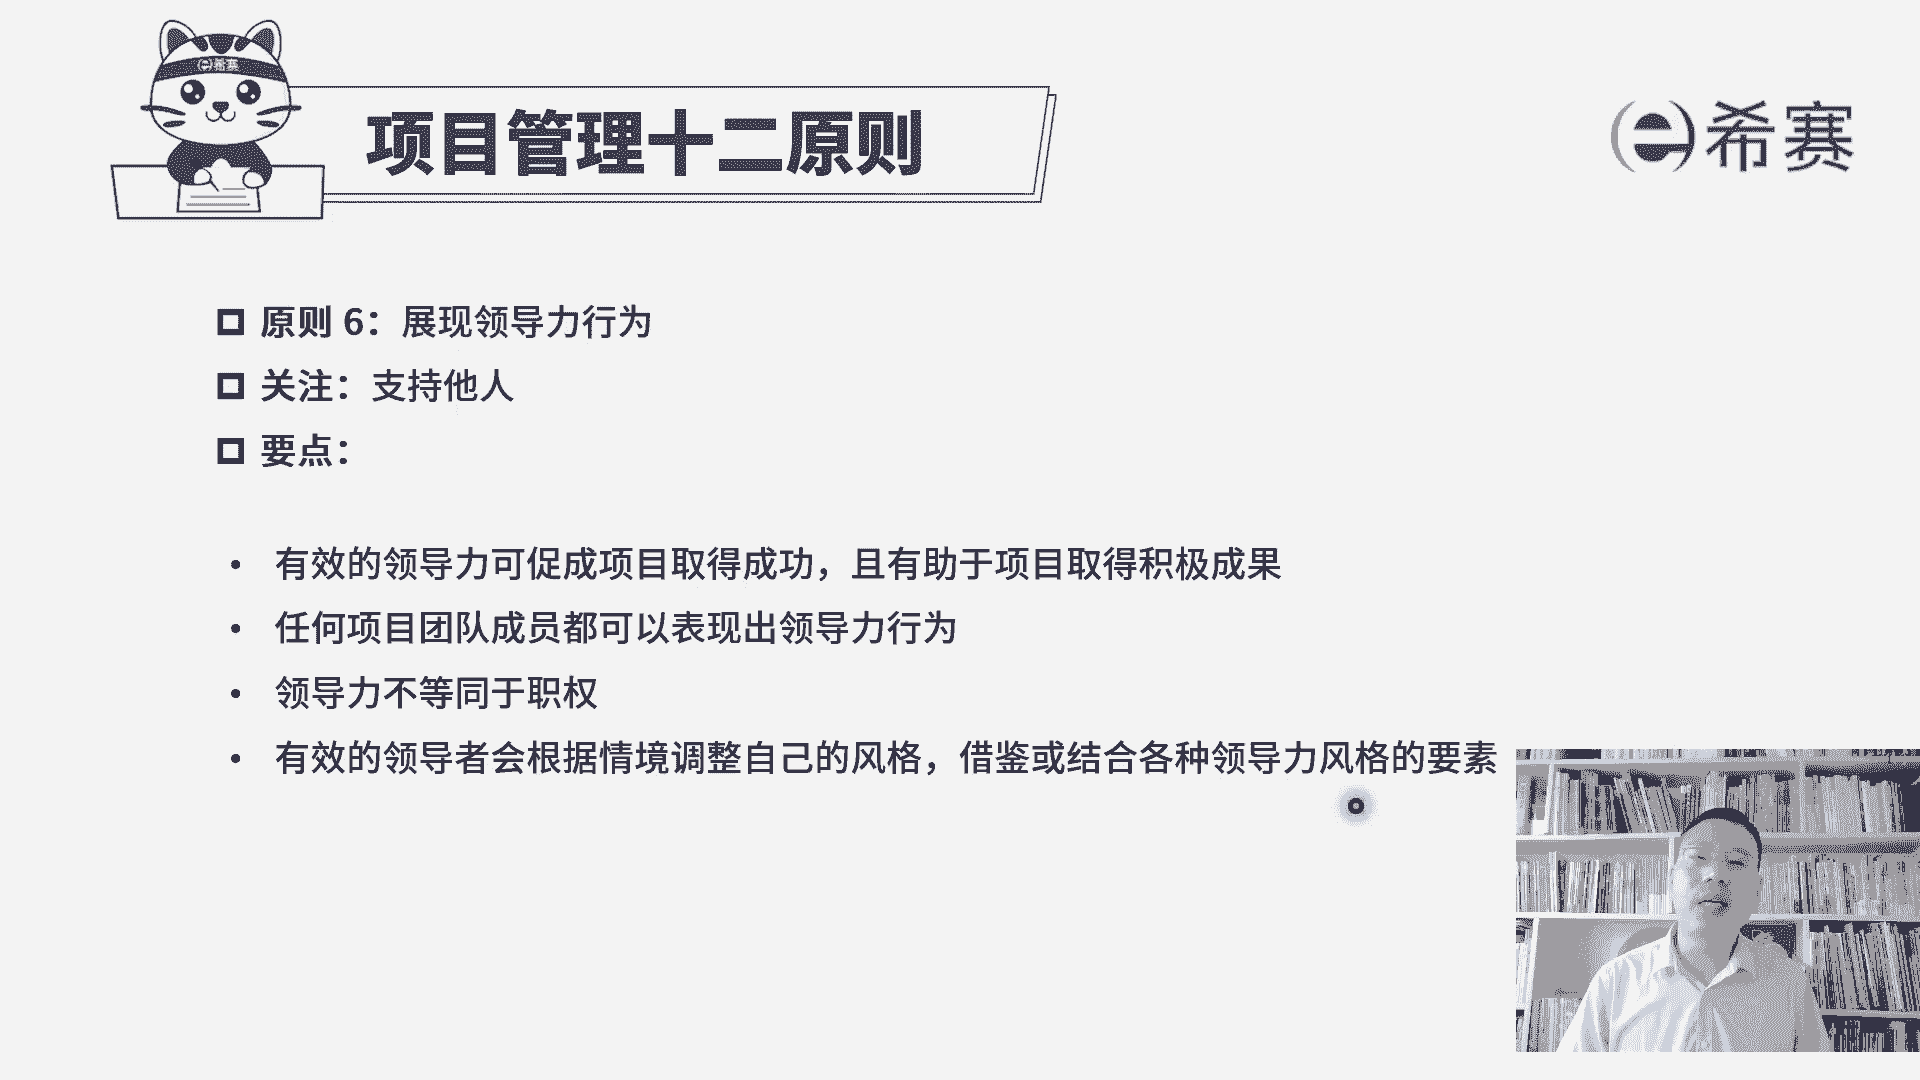 希赛
项目管理十二原则
希赛
原则 6：展现领导力行为
关注：支持他人
要点：
• 有效的领导力可促成项目取得成功，且有助于项目取得积极成果
• 任何项目团队成员都可以表现出领导力行为
• 领导力不等同于职权
• 有效的领导者会根据情境调整自己的风格，借鉴或结合各种领导力风格的要素